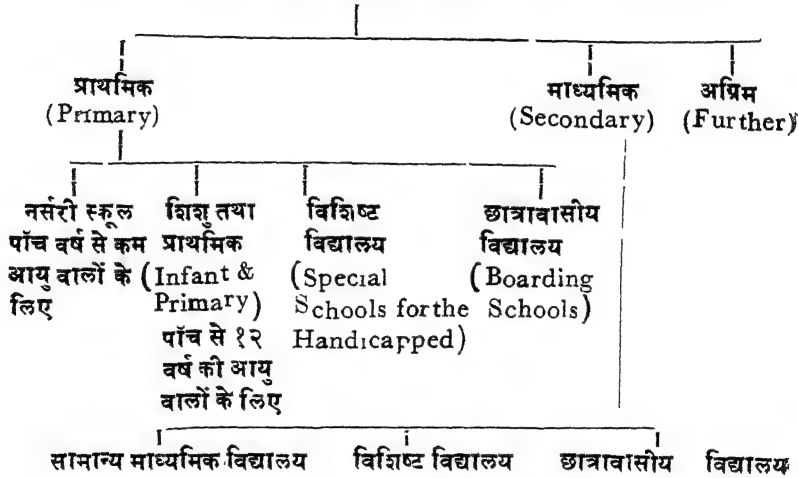 प्राथमिक माध्यमिक अग्रिम
(Primary) (Secondary) (Further)
नर्सरी स्कूल शिशु तथा विशिष्ट छात्रावासीय
पाँच वर्ष से कम प्राथमिक विद्यालय विद्यालय
आयु वालों के (Infant & (Special (Boarding
लिए Primary) Schools for the Schools)
पाँच से १२ Handicapped)
वर्ष की आयु
वालों के लिए
सामान्य माध्यमिक विद्यालय विशिष्ट विद्यालय छात्रावासीय विद्यालय